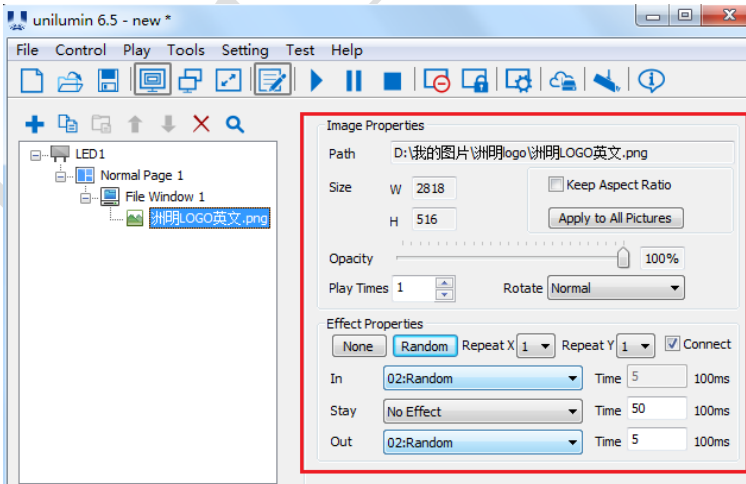 unilumin 6.5 - new *
File Control Play Tools Setting Test Help
LED1
Normal Page 1
File Window 1
洲明LOGO英文.png
Image Properties
Path D:\我的图片\洲明logo\洲明LOGO英文.png
Size W 2818 Keep Aspect Ratio
H 516 Apply to All Pictures
Opacity 100%
Play Times 1 Rotate Normal
Effect Properties
None Random Repeat X 1 Repeat Y 1 Connect
In 02:Random Time 5 100ms
Stay No Effect Time 50 100ms
Out 02:Random Time 5 100ms